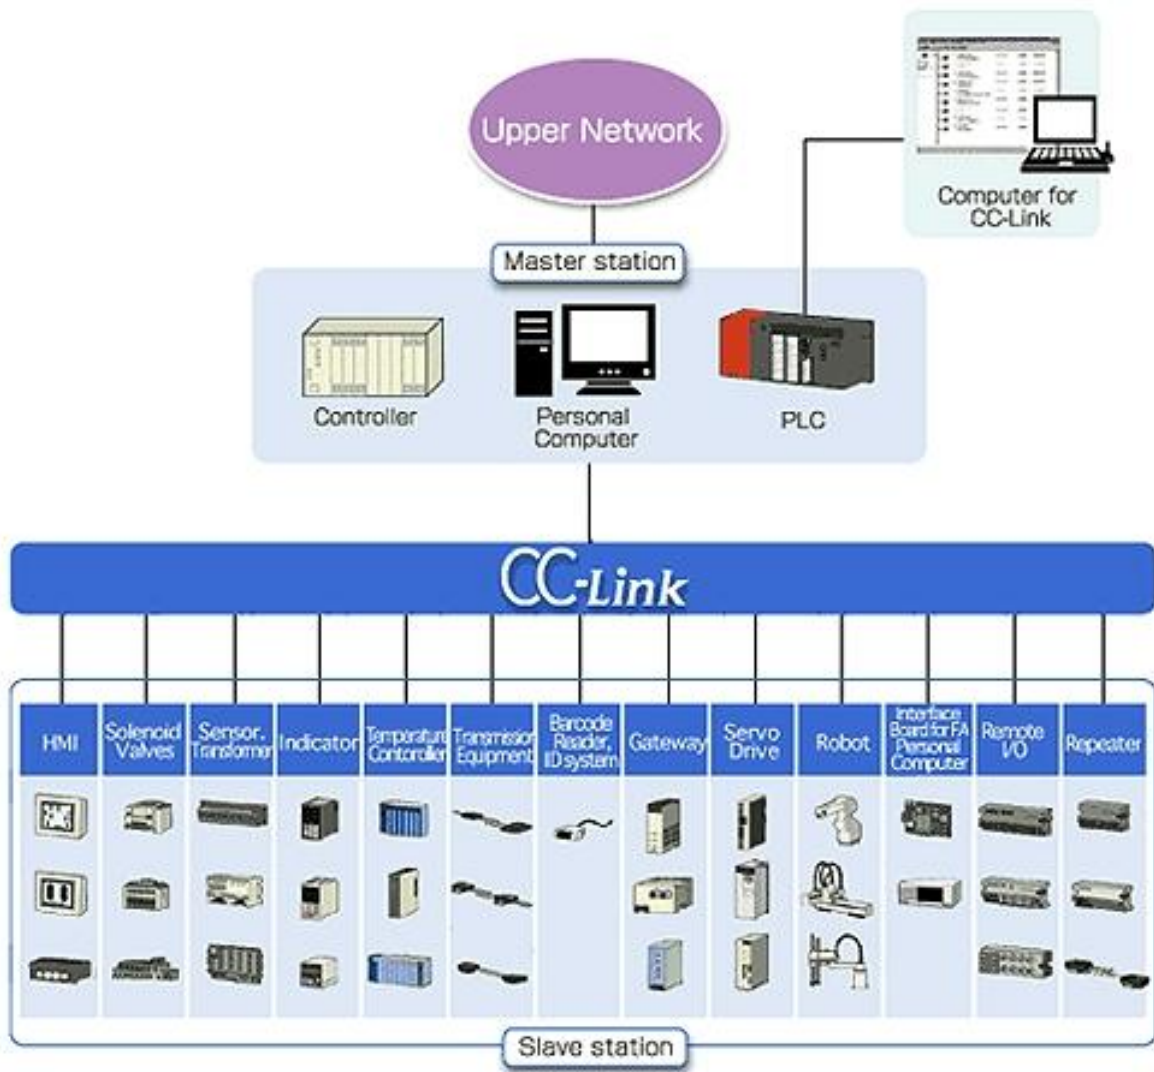 Upper Network
Computer for
CC-Link
Master station
Controller
Personal
Computer
PLC
CC-Link
HMI
Solenoid
Valves
Sensor.
Transformer
Indicator
Temperature
Contoroller
Transmission
Equipment
Barcode
Reader,
ID system
Gateway
Servo
Drive
Robot
Interface
Board for FA
Personal
Computer
Remote
I/O
Repeater
Slave station